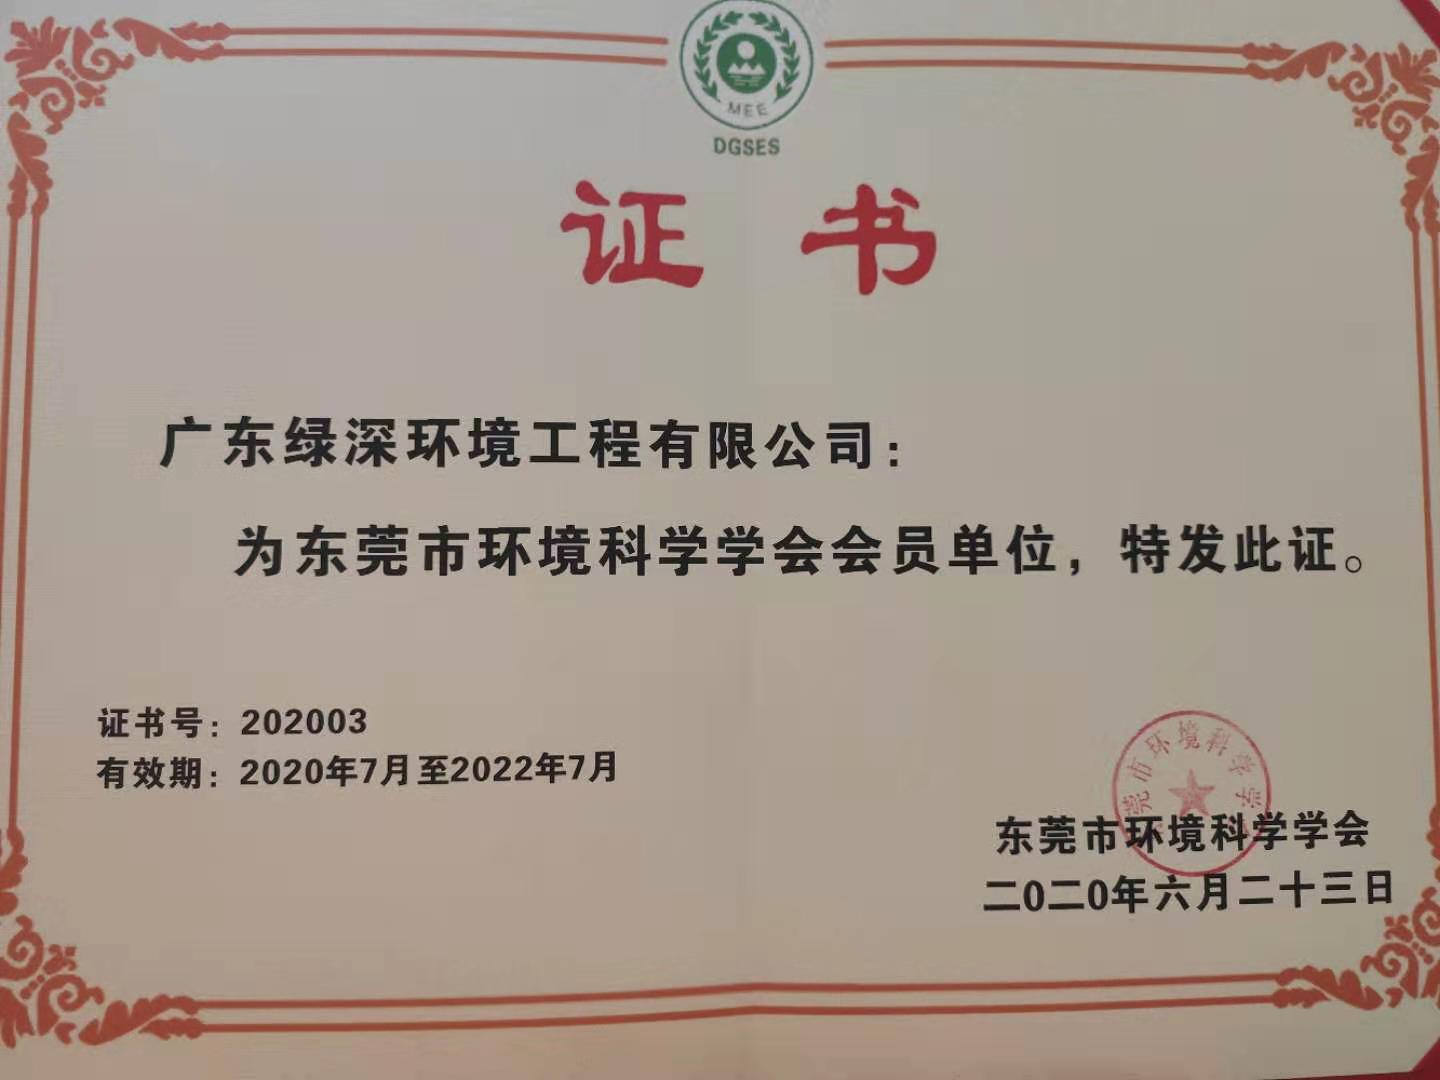 MEE
DGSES
证书
广东绿深环境工程有限公司：
为东莞市环境科学学会会员单位，特发此证。
证书号：202003
有效期：2020年7月至2022年7月
莞市环境科学学
东莞市环境科学学会
二0二0年六月二十三日